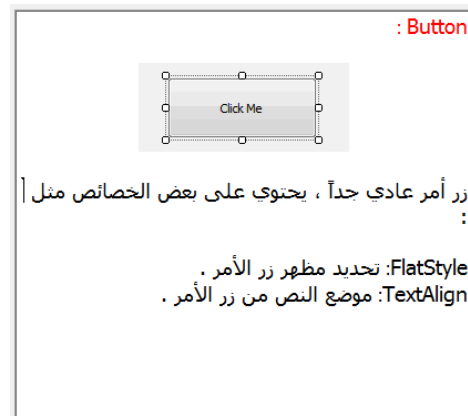 Button :
Click Me
زر أمر عادي جداً ، يحتوي على بعض الخصائص مثل
:
FlatStyle: تحديد مظهر زر الأمر .
TextAlign: موضع النص من زر الأمر .